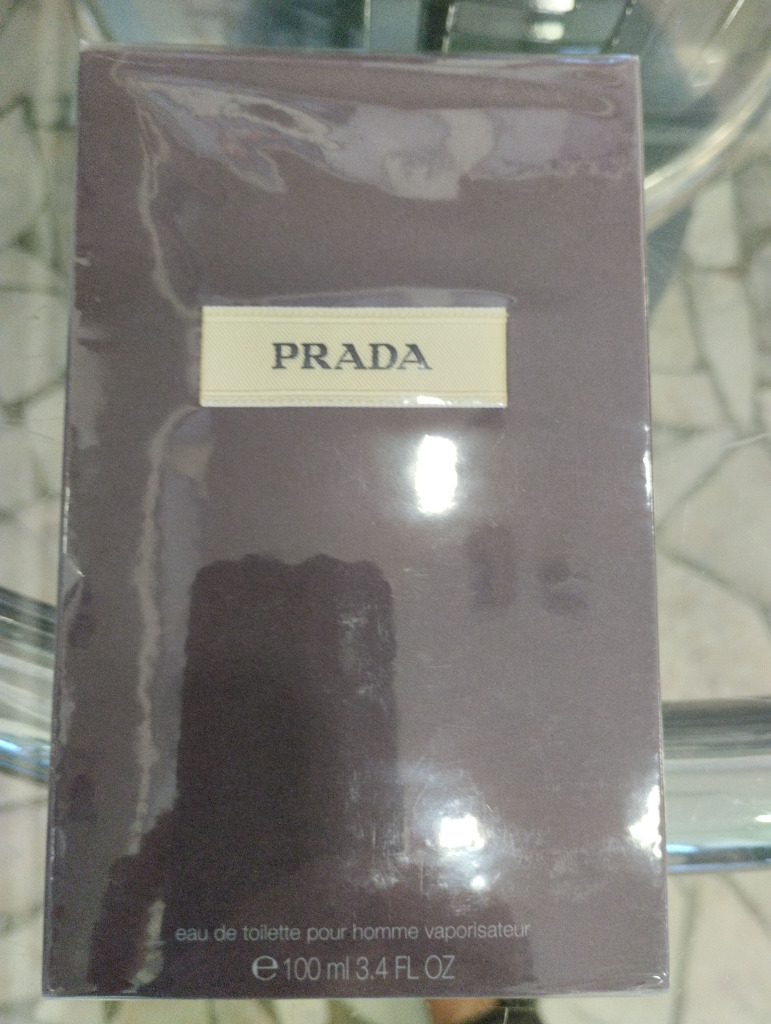 PRADA
eau de toilette pour homme vaporisateur
℮ 100 ml 3.4 FL OZ